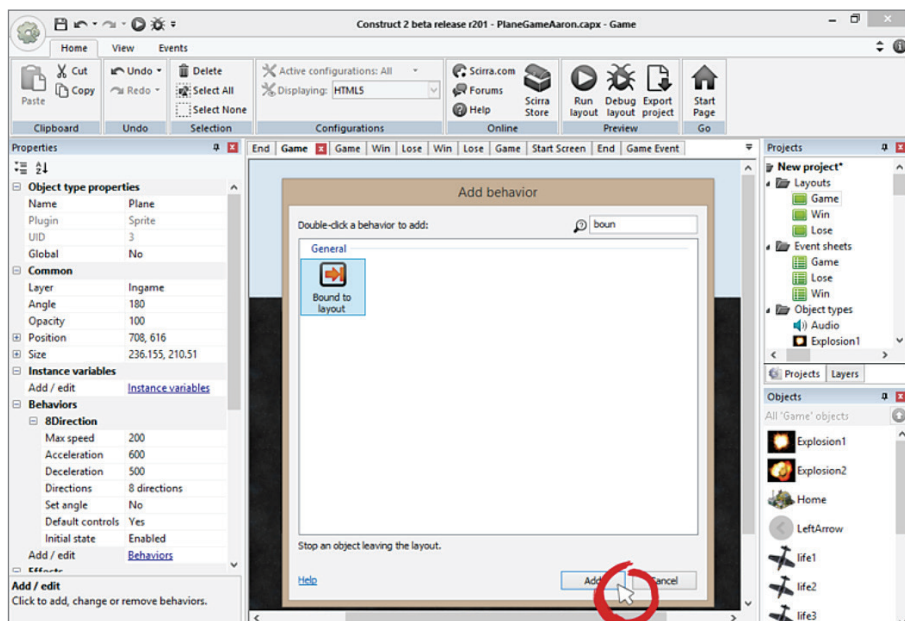 Construct 2 beta release r201 - PlaneGameAaron.capx - Game
Home View Events
Paste
Cut
Copy
Clipboard
Undo
Redo
Undo
Delete
Select All
Select None
Selection
Active configurations: All
Displaying: HTML5
Configurations
Scirra.com
Forums
Help
Scirra Store
Online
Run layout
Debug layout
Export project
Preview
Start Page
Go
Properties
Object type properties
Name Plane
Plugin Sprite
UID 3
Global No
Common
Layer Ingame
Angle 180
Opacity 100
Position 708, 616
Size 236.155, 210.51
Instance variables
Add / edit Instance variables
Behaviors
8Direction
Max speed 200
Acceleration 600
Deceleration 500
Directions 8 directions
Set angle No
Default controls Yes
Initial state Enabled
Add / edit Behaviors
Effects
Add / edit
Click to add, change or remove behaviors.
End Game Game Win Lose Win Lose Game Start Screen End Game Event
Add behavior
Double-click a behavior to add: boun
General
Bound to
layout
Stop an object leaving the layout.
Help Add Cancel
Projects
New project*
Layouts
Game
Win
Lose
Event sheets
Game
Lose
Win
Object types
Audio
Explosion1
Projects Layers
Objects
All 'Game' objects
Explosion1
Explosion2
Home
LeftArrow
life1
life2
life3